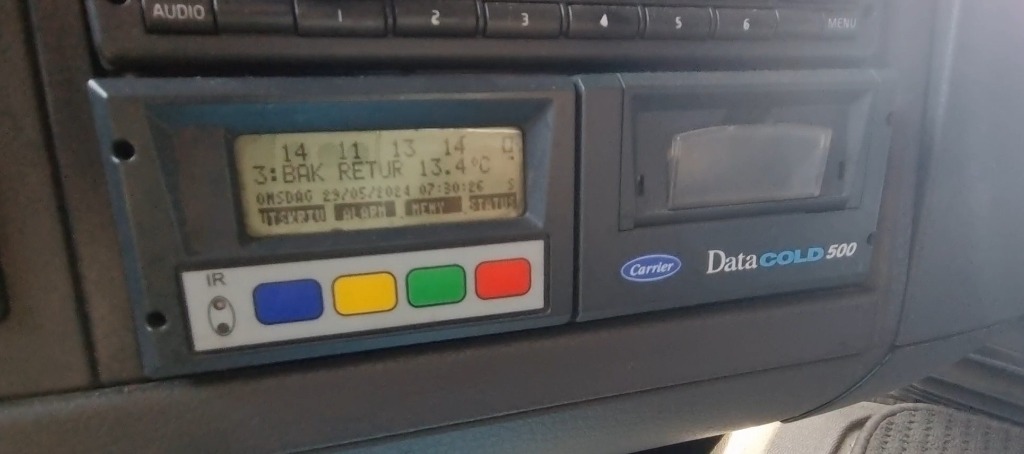 AUDIO 1 2 3 4 5 6 MENU
14 11 13 14
3:BAK RETUR 13.4°C
ONSDAG 29/05/2024 07:30:26 S
UTSKRIV ALARM MENY STATUS
IR
Carrier
DataCOLD 500